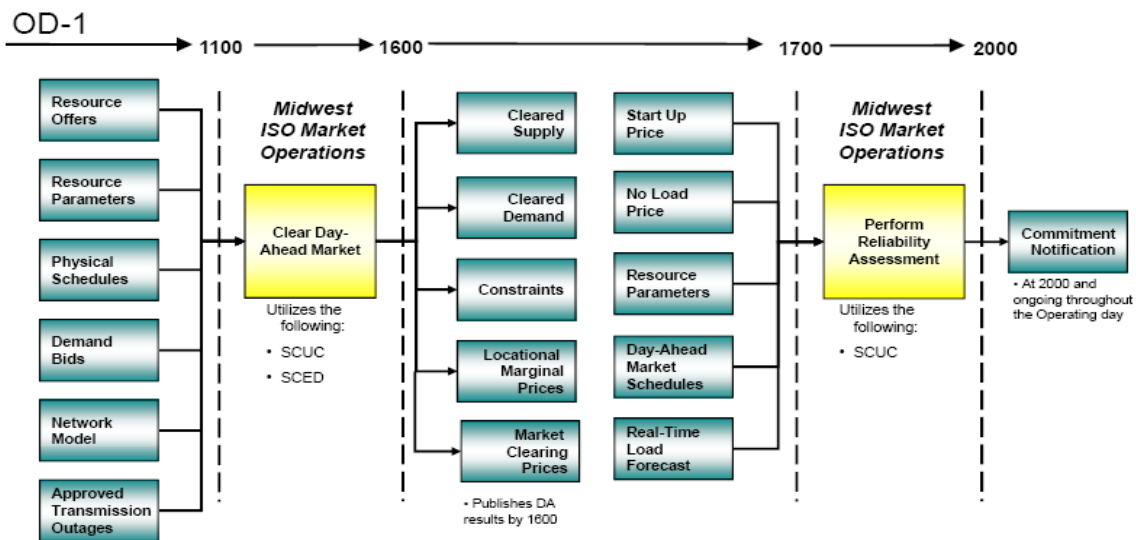 OD-1
1100
1600
1700
2000
Resource
Offers
Resource
Parameters
Physical
Schedules
Demand
Bids
Network
Model
Approved
Transmission
Outages
Midwest
ISO Market
Operations
Clear Day-
Ahead Market
Utilizes the
following:
• SCUC
• SCED
Cleared
Supply
Cleared
Demand
Constraints
Locational
Marginal
Prices
Market
Clearing
Prices
• Publishes DA
results by 1600
Start Up
Price
No Load
Price
Resource
Parameters
Day-Ahead
Market
Schedules
Real-Time
Load
Forecast
Midwest
ISO Market
Operations
Perform
Reliability
Assessment
Utilizes the
following:
• SCUC
Commitment
Notification
• At 2000 and
ongoing throughout
the Operating day